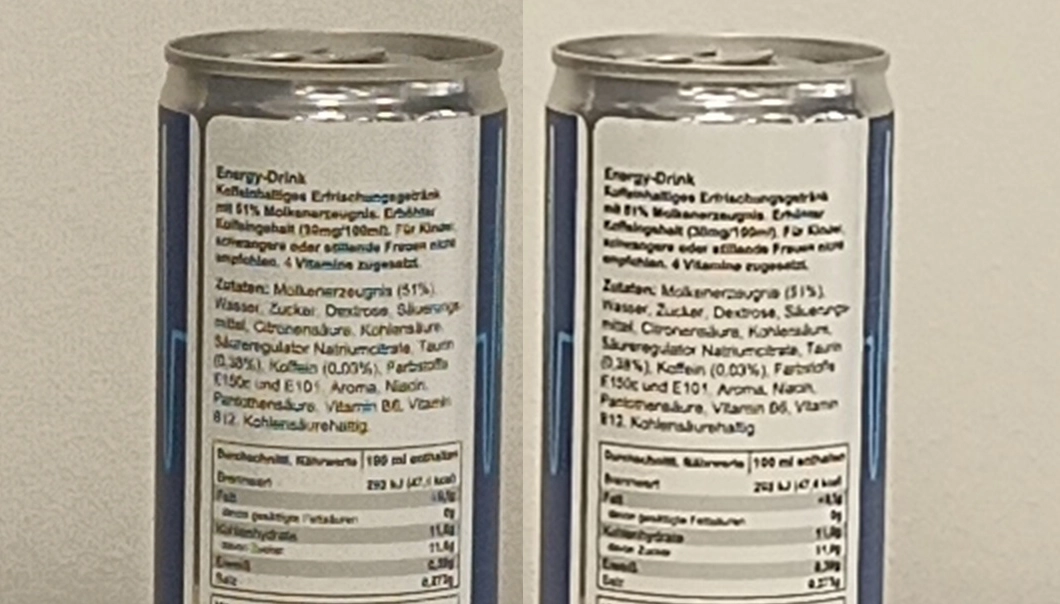 Energy-Drink
Koffeinhaltiges Erfrischungsgetränk
mit 51% Molkenerzeugnis. Erhöhter
Koffeingehalt (30mg/100ml). Für Kinder,
schwangere oder stillende Frauen nicht
empfohlen. 4 Vitamine zugesetzt.
Zutaten: Molkenerzeugnis (51%),
Wasser, Zucker, Dextrose, Säuerungs-
mittel, Citronensäure, Kohlensäure,
Säureregulator Natriumcitrate, Taurin
(0,38%), Koffein (0,03%), Farbstoffe
E150c und E101, Aroma, Niacin,
Pantothensäure, Vitamin B6, Vitamin
B12. Kohlensäurehaltig.
Durchschnittl. Nährwerte 100 ml enthalten
Brennwert
Fett
davon gesättigte Fettsäuren 0g
Kohlenhydrate
davon Zucker
Eiweiß
Salz
Energy-Drink
Koffeinhaltiges Erfrischungsgetränk
mit 51% Molkenerzeugnis. Erhöhter
Koffeingehalt (30mg/100ml). Für Kinder,
schwangere oder stillende Frauen nicht
empfohlen. 4 Vitamine zugesetzt.
Zutaten: Molkenerzeugnis (51%),
Wasser, Zucker, Dextrose, Säuerungs-
mittel, Citronensäure, Kohlensäure,
Säureregulator Natriumcitrate, Taurin
(0,38%), Koffein (0,03%), Farbstoffe
E150c und E101, Aroma, Niacin,
Pantothensäure, Vitamin B6, Vitamin
B12. Kohlensäurehaltig.
Durchschnittl. Nährwerte 100 ml enthalten
Brennwert
Fett
davon gesättigte Fettsäuren 0g
Kohlenhydrate
davon Zucker
Eiweiß
Salz